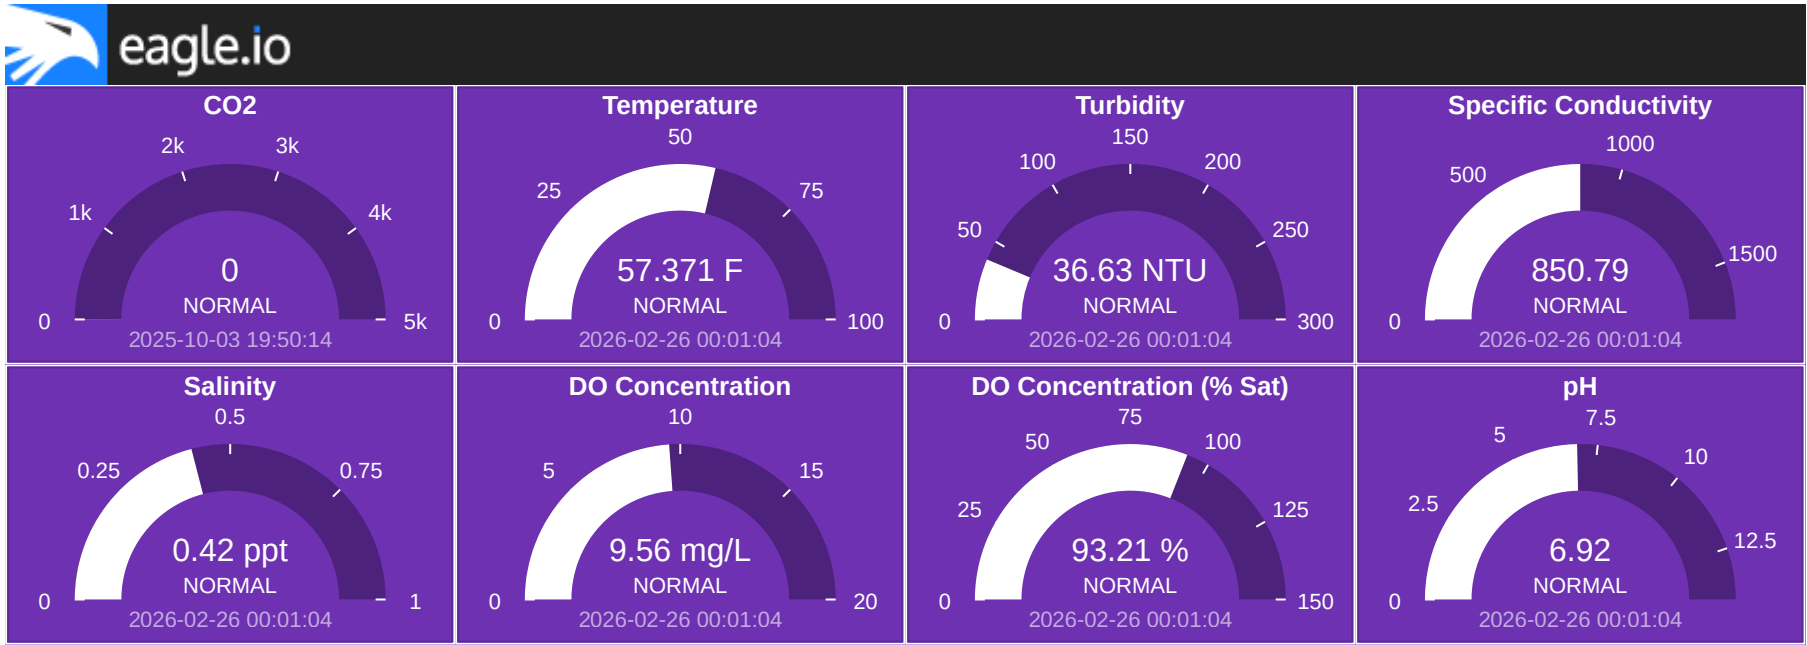 eagle.io
CO2
0
1k
2k
3k
4k
5k
0
NORMAL
2025-10-03 19:50:14
Temperature
0
25
50
75
100
57.371 F
NORMAL
2026-02-26 00:01:04
Turbidity
0
50
100
150
200
250
300
36.63 NTU
NORMAL
2026-02-26 00:01:04
Specific Conductivity
0
500
1000
1500
850.79
NORMAL
2026-02-26 00:01:04
Salinity
0
0.25
0.5
0.75
1
0.42 ppt
NORMAL
2026-02-26 00:01:04
DO Concentration
0
5
10
15
20
9.56 mg/L
NORMAL
2026-02-26 00:01:04
DO Concentration (% Sat)
0
25
50
75
100
125
150
93.21 %
NORMAL
2026-02-26 00:01:04
pH
0
2.5
5
7.5
10
12.5
6.92
NORMAL
2026-02-26 00:01:04